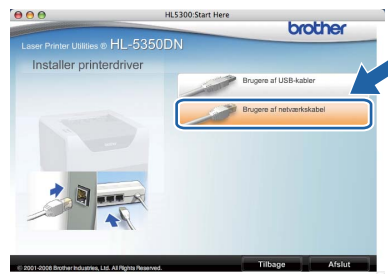 HL5300:Start Here
brother
Laser Printer Utilities ® HL-5350DN
Installer printerdriver
Brugere af USB-kabler
Brugere af netværkskabel
© 2001-2008 Brother Industries, Ltd. All Rights Reserved.
Tilbage
Afslut